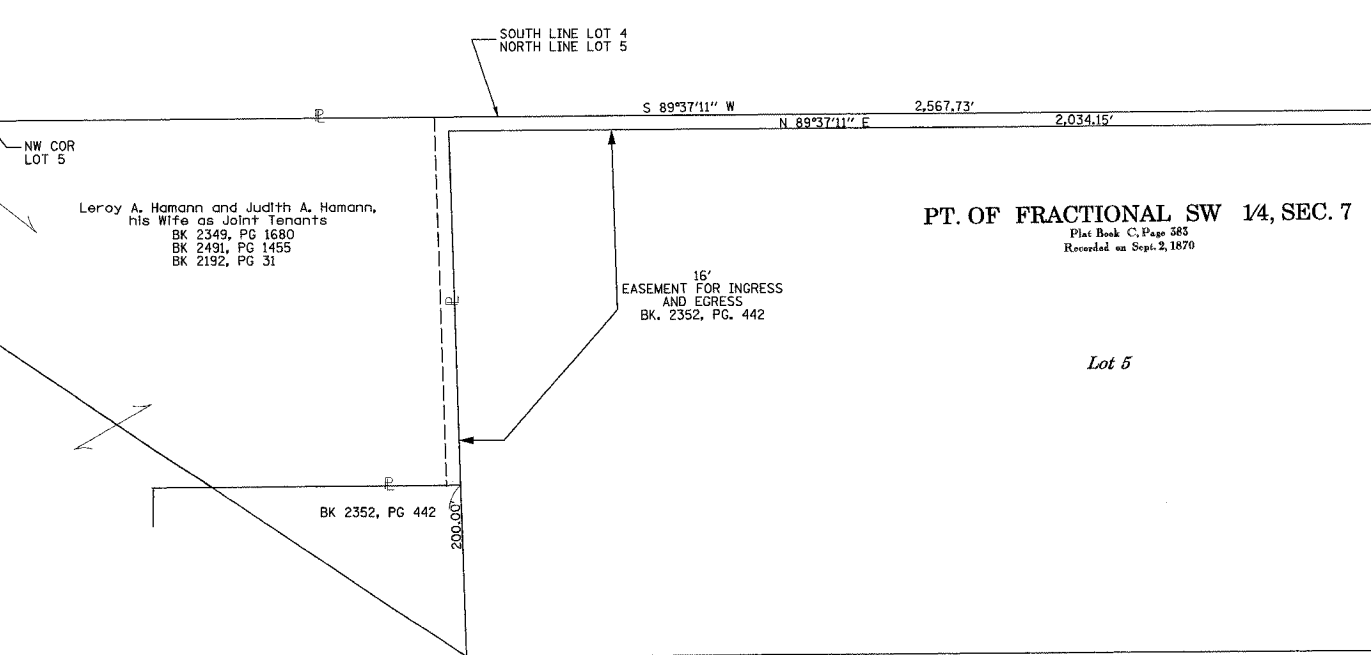 SOUTH LINE LOT 4
NORTH LINE LOT 5
S 89°37'11" W 2,567.73'
N 89°37'11" E 2,034.15'
NW COR
LOT 5
Leroy A. Hamann and Judith A. Hamann,
his Wife as Joint Tenants
BK 2349, PG 1680
BK 2491, PG 1455
BK 2192, PG 31
PT. OF FRACTIONAL SW 1/4, SEC. 7
Plat Book C, Page 383
Recorded on Sept. 2, 1870
16'
EASEMENT FOR INGRESS
AND EGRESS
BK. 2352, PG. 442
Lot 5
BK 2352, PG 442
200.00'
PL
PL
PL